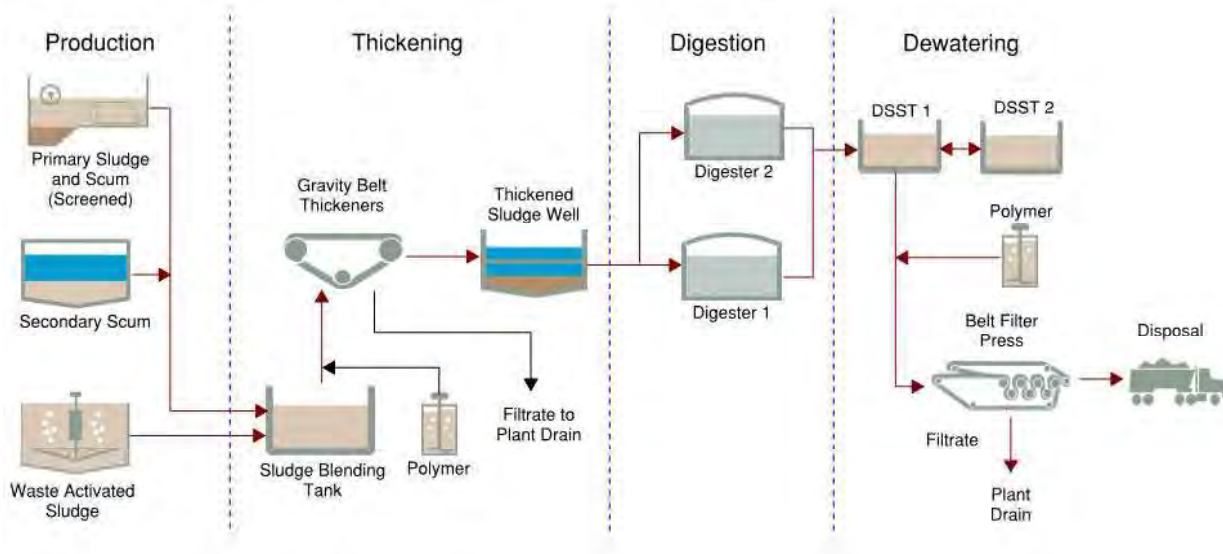 Production
Thickening
Digestion
Dewatering
Primary Sludge
and Scum
(Screened)
Secondary Scum
Waste Activated
Sludge
Gravity Belt
Thickeners
Thickened
Sludge Well
Sludge Blending
Tank
Polymer
Filtrate to
Plant Drain
Digester 2
Digester 1
DSST 1
DSST 2
Polymer
Belt Filter
Press
Disposal
Filtrate
Plant
Drain